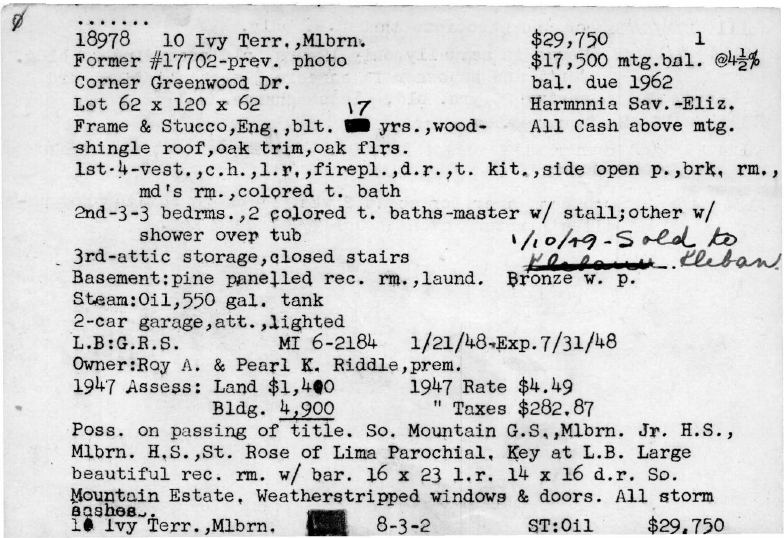 .......
18978 10 Ivy Terr.,Mlbrn. $29,750 1
Former #17702-prev. photo $17,500 mtg.bal. @4½%
Corner Greenwood Dr. bal. due 1962
Lot 62 x 120 x 62 Harmnnia Sav.-Eliz.
Frame & Stucco,Eng.,blt. 17 yrs.,wood- All Cash above mtg.
shingle roof,oak trim,oak flrs.
1st-4-vest.,c.h.,l.r.,firepl.,d.r.,t. kit.,side open p.,brk. rm.,
md's rm.,colored t. bath
2nd-3-3 bedrms.,2 colored t. baths-master w/ stall;other w/
shower over tub
1/10/49-Sold to
3rd-attic storage,closed stairs Kleban.
Basement:pine panelled rec. rm.,laund. Bronze w. p.
Steam:Oil,550 gal. tank
2-car garage,att.,lighted
L.B:G.R.S. MI 6-2184 1/21/48-Exp.7/31/48
Owner:Roy A. & Pearl K. Riddle,prem.
1947 Assess: Land $1,400 1947 Rate $4.49
Bldg. 4,900 " Taxes $282.87
Poss. on passing of title. So. Mountain G.S.,Mlbrn. Jr. H.S.,
Mlbrn. H.S.,St. Rose of Lima Parochial. Key at L.B. Large
beautiful rec. rm. w/ bar. 16 x 23 l.r. 14 x 16 d.r. So.
Mountain Estate. Weatherstripped windows & doors. All storm
sashes.
10 Ivy Terr.,Mlbrn. 8-3-2 ST:Oil $29,750